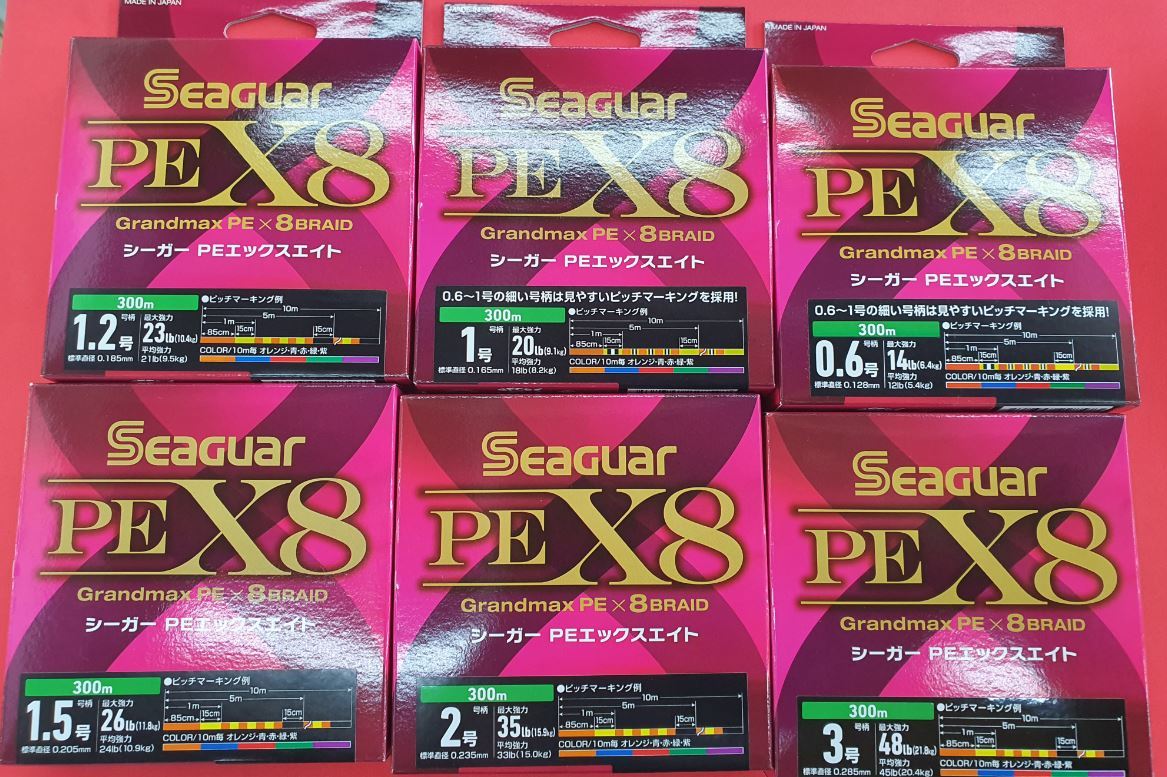 MADE IN JAPAN
SEAGUAR
PE X8
Grandmax PE×8BRAID
シーガー PEエックスエイト
300m
●ピッチマーキング例
10m
5m
1m
85cm
15cm
15cm
1.2号
号柄
最大強力
23lb(10.4kg)
平均強力
21lb(9.5kg)
標準直径 0.185mm
COLOR/10m毎 オレンジ・青・赤・緑・紫
SEAGUAR
PE X8
Grandmax PE×8BRAID
シーガー PEエックスエイト
0.6〜1号の細い号柄は見やすいピッチマーキングを採用!
300m
●ピッチマーキング例
10m
5m
1m
85cm
15cm
15cm
1号
号柄
最大強力
20lb(9.1kg)
平均強力
18lb(8.2kg)
標準直径 0.165mm
COLOR/10m毎 オレンジ・青・赤・緑・紫
MADE IN JAPAN
SEAGUAR
PE X8
Grandmax PE×8BRAID
シーガー PEエックスエイト
0.6〜1号の細い号柄は見やすいピッチマーキングを採用!
300m
●ピッチマーキング例
10m
5m
1m
85cm
15cm
15cm
0.6号
号柄
最大強力
14lb(6.4kg)
平均強力
12lb(5.4kg)
標準直径 0.128mm
COLOR/10m毎 オレンジ・青・赤・緑・紫
SEAGUAR
PE X8
Grandmax PE×8BRAID
シーガー PEエックスエイト
300m
●ピッチマーキング例
10m
5m
1m
85cm
15cm
15cm
1.5号
号柄
最大強力
26lb(11.8kg)
平均強力
24lb(10.9kg)
標準直径 0.205mm
COLOR/10m毎 オレンジ・青・赤・緑・紫
SEAGUAR
PE X8
Grandmax PE×8BRAID
シーガー PEエックスエイト
300m
●ピッチマーキング例
10m
5m
1m
85cm
15cm
15cm
2号
号柄
最大強力
35lb(15.9kg)
平均強力
33lb(15.0kg)
標準直径 0.235mm
COLOR/10m毎 オレンジ・青・赤・緑・紫
SEAGUAR
PE X8
Grandmax PE×8BRAID
シーガー PEエックスエイト
300m
●ピッチマーキング例
10m
5m
1m
85cm
15cm
15cm
3号
号柄
最大強力
48lb(21.8kg)
平均強力
45lb(20.4kg)
標準直径 0.285mm
COLOR/10m毎 オレンジ・青・赤・緑・紫